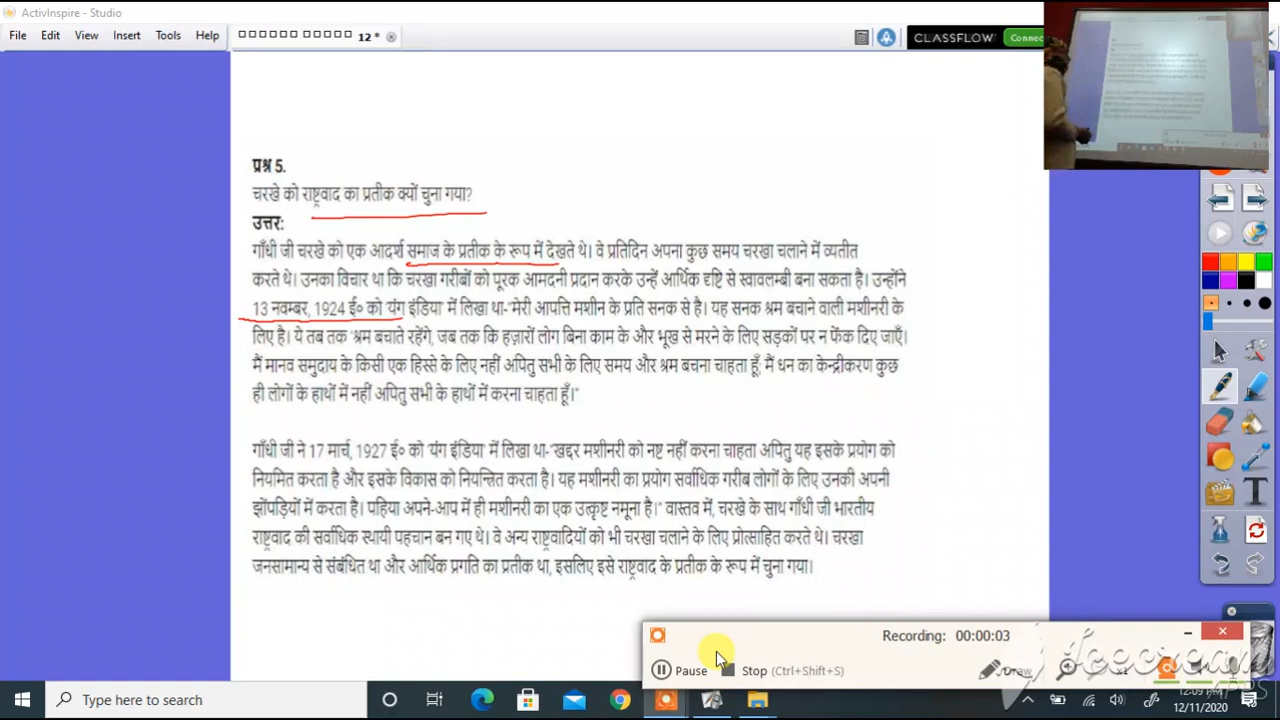 ActivInspire - Studio
File Edit View Insert Tools Help
12 *
CLASSFLOW
प्रश्न 5.
चरखे को राष्ट्रवाद का प्रतीक क्यों चुना गया?
उत्तर:
गाँधी जी चरखे को एक आदर्श समाज के प्रतीक के रूप में देखते थे। वे प्रतिदिन अपना कुछ समय चरखा चलाने में व्यतीत
करते थे। उनका विचार था कि चरखा गरीबों को पूरक आमदनी प्रदान करके उन्हें आर्थिक दृष्टि से स्वावलम्बी बना सकता है। उन्होंने
13 नवम्बर, 1924 ई० को 'यंग इंडिया' में लिखा था-"मेरी आपत्ति मशीन के प्रति सनक से है। यह सनक श्रम बचाने वाली मशीनरी के
लिए है। ये तब तक 'श्रम बचाते रहेंगे, जब तक कि हज़ारों लोग बिना काम के और भूख से मरने के लिए सड़कों पर न फेंक दिए जाएँ।
मैं मानव समुदाय के किसी एक हिस्से के लिए नहीं अपितु सभी के लिए समय और श्रम बचना चाहता हूँ; मैं धन का केन्द्रीकरण कुछ
ही लोगों के हाथों में नहीं अपितु सभी के हाथों में करना चाहता हूँ।"
गाँधी जी ने 17 मार्च, 1927 ई० को 'यंग इंडिया' में लिखा था-"खद्दर मशीनरी को नष्ट नहीं करना चाहता अपितु यह इसके प्रयोग को
नियमित करता है और इसके विकास को नियन्त्रित करता है। यह मशीनरी का प्रयोग सर्वाधिक गरीब लोगों के लिए उनकी अपनी
झोंपड़ियों में करता है। पहिया अपने-आप में ही मशीनरी का एक उत्कृष्ट नमूना है।" वास्तव में, चरखे के साथ गाँधी जी भारतीय
राष्ट्रवाद की सर्वाधिक स्थायी पहचान बन गए थे। वे अन्य राष्ट्रवादियों को भी चरखा चलाने के लिए प्रोत्साहित करते थे। चरखा
जनसामान्य से संबंधित था और आर्थिक प्रगति का प्रतीक था, इसलिए इसे राष्ट्रवाद के प्रतीक के रूप में चुना गया।
Recording: 00:00:03
Pause Stop (Ctrl+Shift+S) Draw x1
Type here to search
12:09 PM
12/11/2020